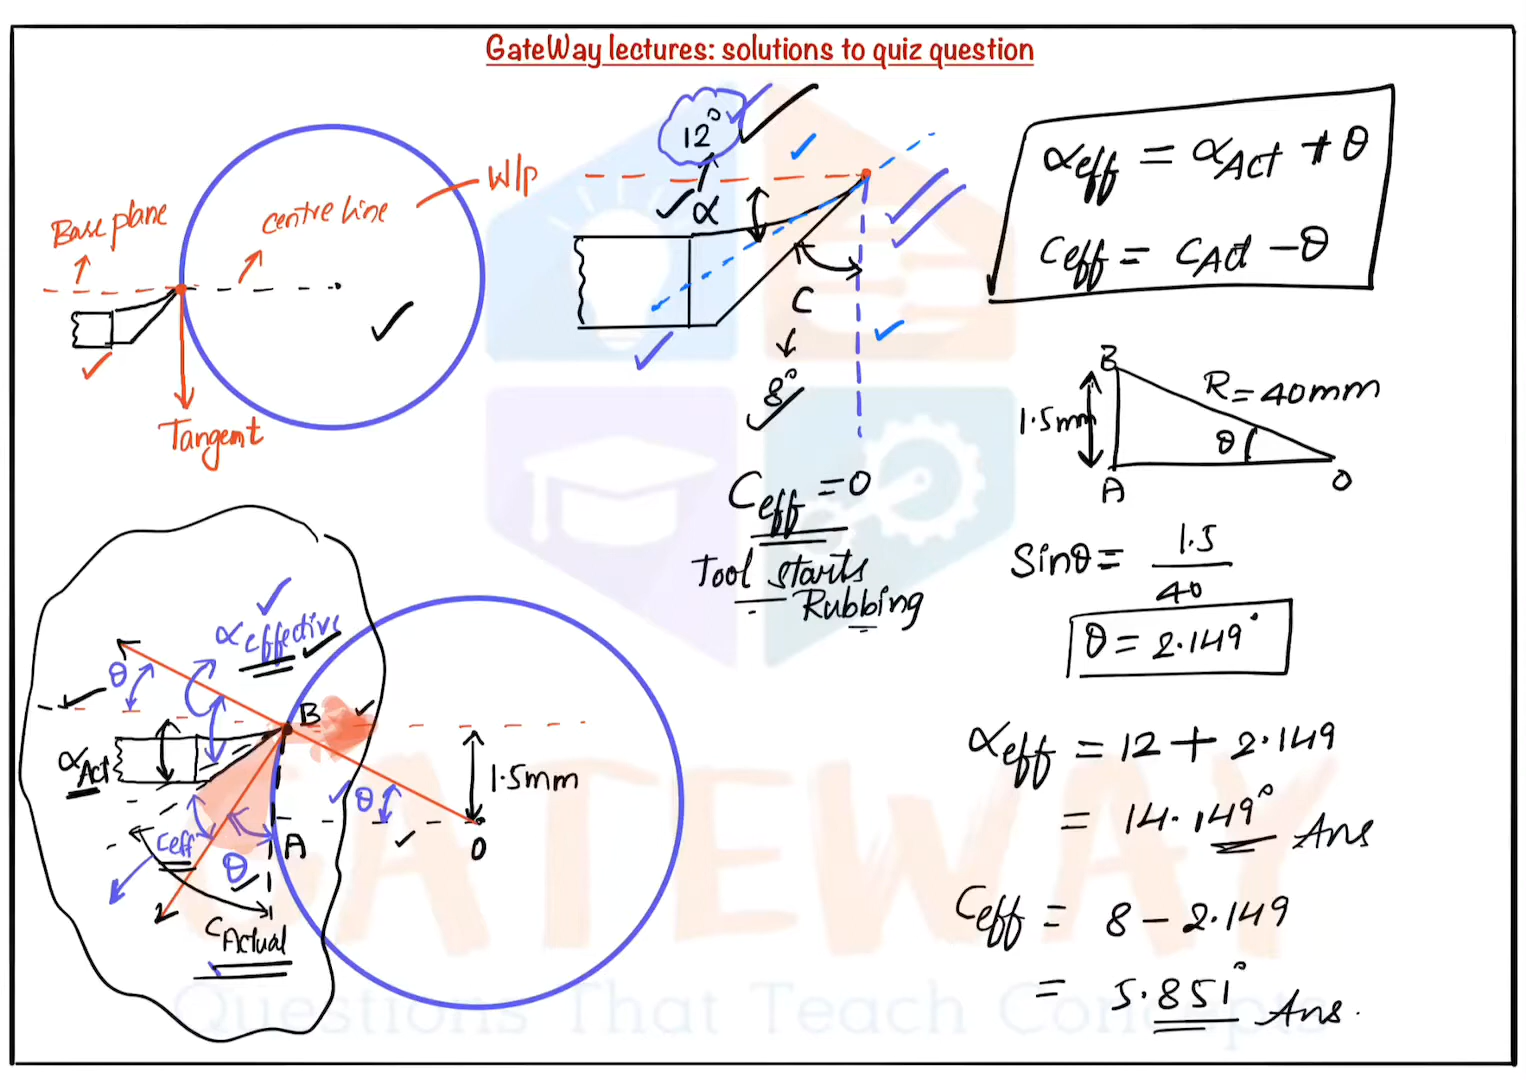 GateWay lectures: solutions to quiz question
Base plane
centre line
W/p
Tangent
12°
α
C
8°
Ceff = 0
Tool starts
Rubbing
αeff = αAct + θ
Ceff = CAct - θ
B
1.5mm
R = 40mm
θ
A
O
Sinθ = 1.5
40
θ = 2.149°
αeff = 12 + 2.149
= 14.149° Ans
Ceff = 8 - 2.149
= 5.851° Ans.
αeffective
θ
B
αAct
1.5mm
θ
Ceff
A
O
θ
CActual
GATEWAY
Questions That Teach Concepts